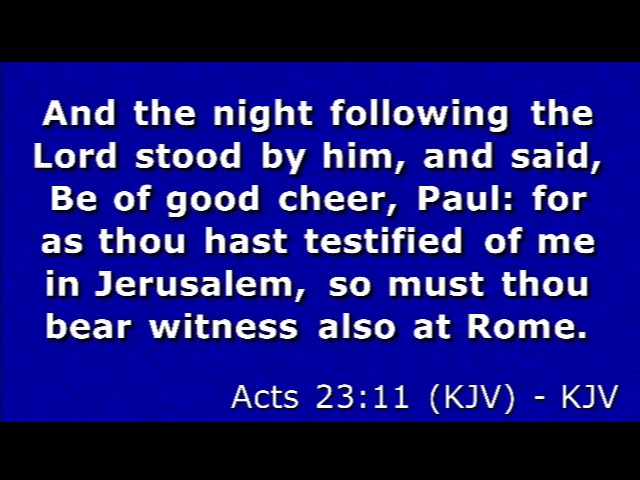 And the night following the
Lord stood by him, and said,
Be of good cheer, Paul: for
as thou hast testified of me
in Jerusalem, so must thou
bear witness also at Rome.
Acts 23:11 (KJV) - KJV